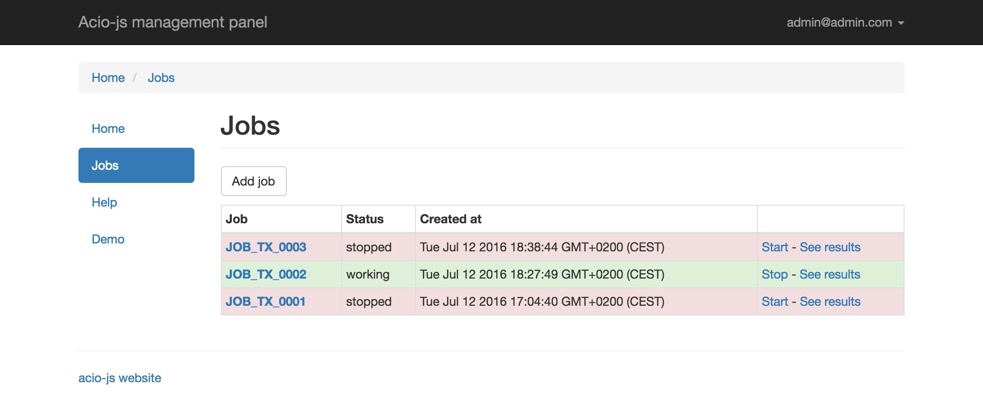 Acio-js management panel admin@admin.com
Home / Jobs
Home
Jobs
Help
Demo
Jobs
Add job
Job Status Created at
JOB_TX_0003 stopped Tue Jul 12 2016 18:38:44 GMT+0200 (CEST) Start - See results
JOB_TX_0002 working Tue Jul 12 2016 18:27:49 GMT+0200 (CEST) Stop - See results
JOB_TX_0001 stopped Tue Jul 12 2016 17:04:40 GMT+0200 (CEST) Start - See results
acio-js website